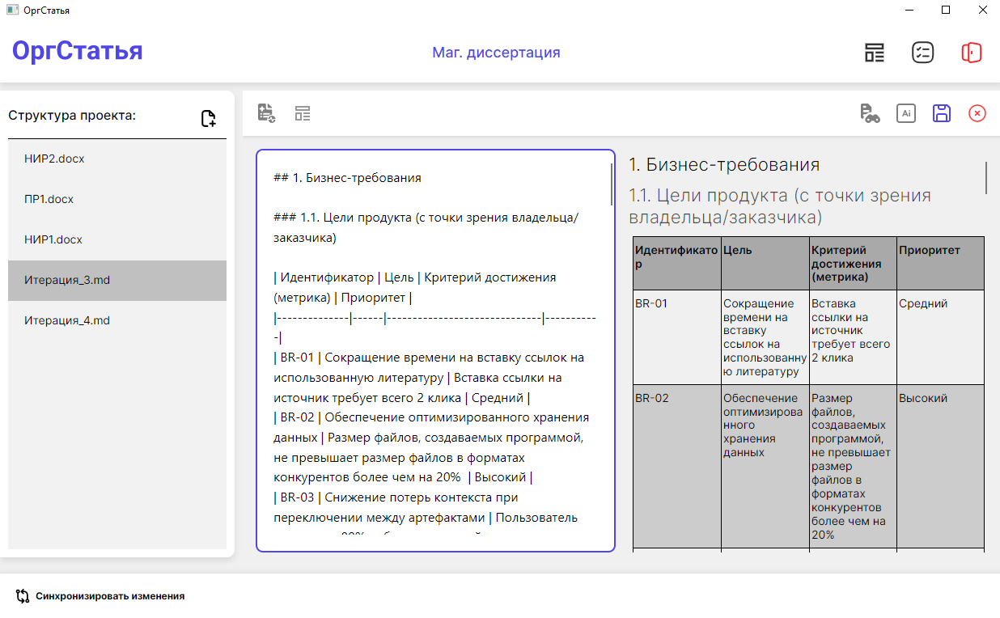 ОргСтатья
ОргСтатья
Маг. диссертация
Структура проекта:
НИР2.docx
ПР1.docx
НИР1.docx
Итерация_3.md
Итерация_4.md
Ai
## 1. Бизнес-требования
### 1.1. Цели продукта (с точки зрения владельца/
заказчика)
| Идентификатор | Цель | Критерий достижения
(метрика) | Приоритет |
|--------------|------|-----------------------------|----------
-|
| BR-01 | Сокращение времени на вставку ссылок на
использованную литературу | Вставка ссылки на
источник требует всего 2 клика | Средний |
| BR-02 | Обеспечение оптимизированного хранения
данных | Размер файлов, создаваемых программой,
не превышает размер файлов в форматах
конкурентов более чем на 20%  | Высокий |
| BR-03 | Снижение потерь контекста при
переключении между артефактами | Пользователь
1. Бизнес-требования
1.1. Цели продукта (с точки зрения
владельца/заказчика)
Идентификато
р
Цель
Критерий
достижения
(метрика)
Приоритет
BR-01
Сокращение
времени на
вставку
ссылок на
использованну
ю литературу
Вставка
ссылки на
источник
требует всего
2 клика
Средний
BR-02
Обеспечение
оптимизирова
нного
хранения
данных
Размер
файлов,
создаваемых
программой,
не превышает
размер
файлов в
форматах
конкурентов
более чем на
20%
Высокий
Синхронизировать изменения